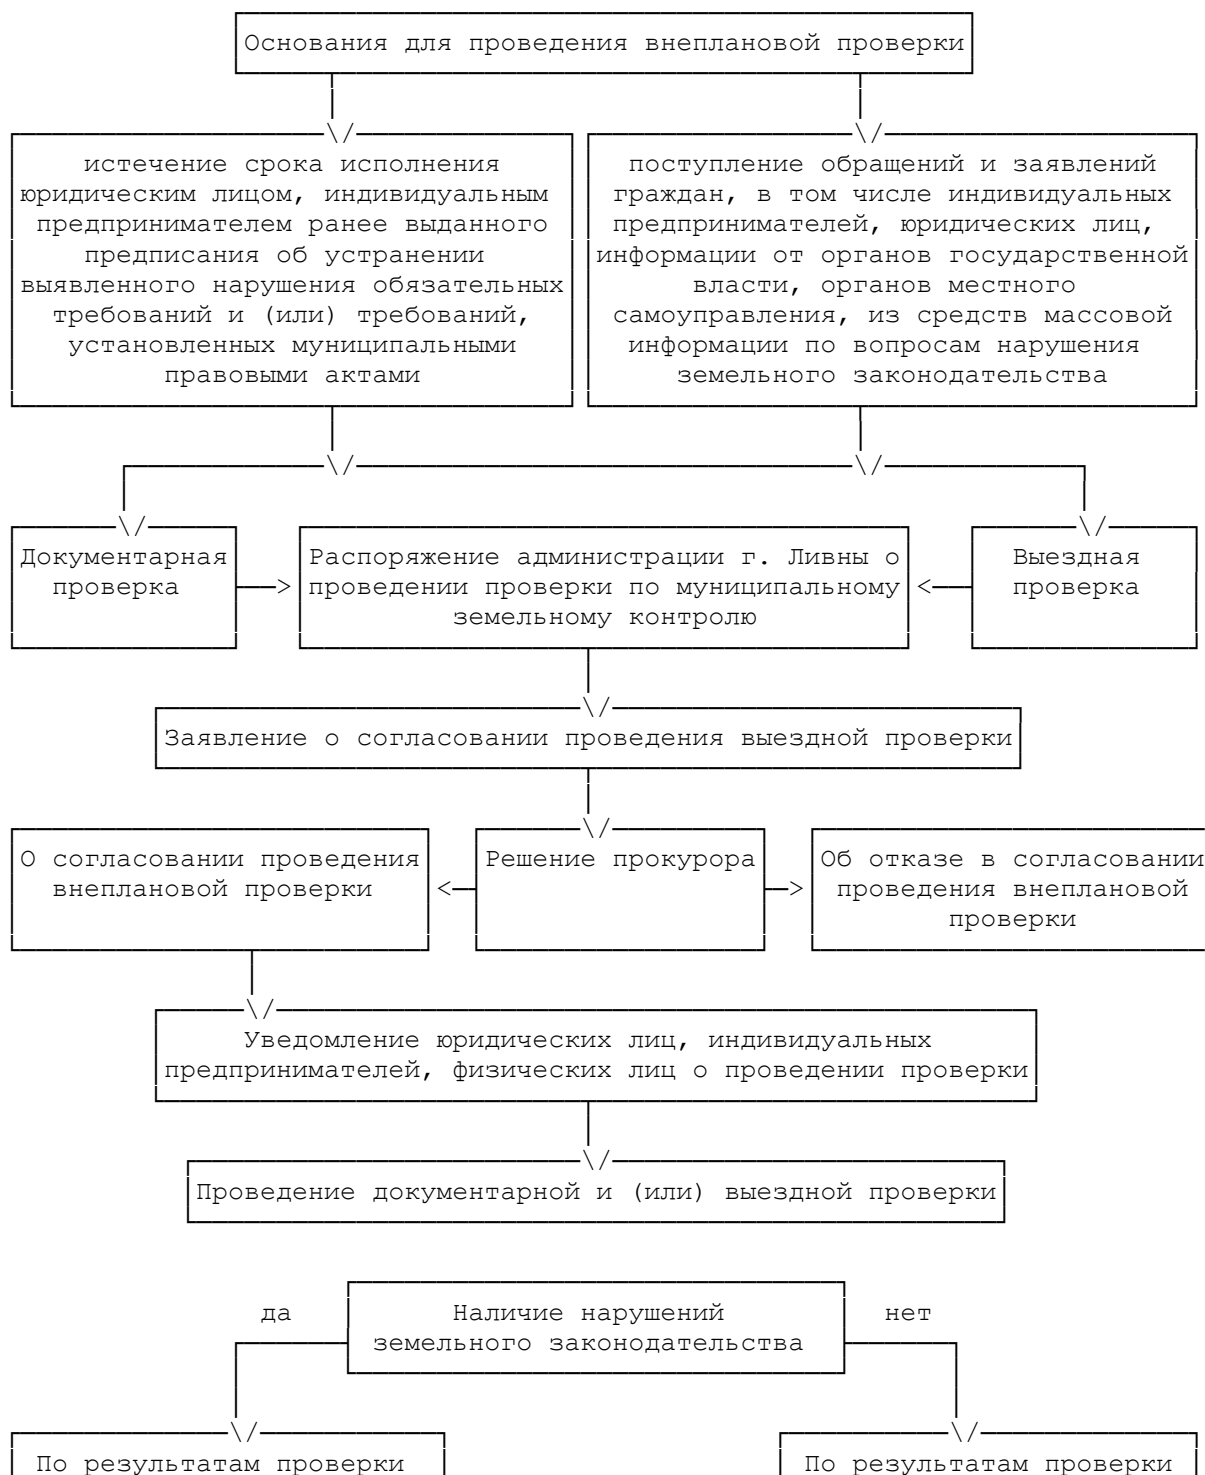 Основания для проведения внеплановой проверки
истечение срока исполнения
юридическим лицом, индивидуальным
предпринимателем ранее выданного
предписания об устранении
выявленного нарушения обязательных
требований и (или) требований,
установленных муниципальными
правовыми актами
поступление обращений и заявлений
граждан, в том числе индивидуальных
предпринимателей, юридических лиц,
информации от органов государственной
власти, органов местного
самоуправления, из средств массовой
информации по вопросам нарушения
земельного законодательства
Документарная
проверка
Распоряжение администрации г. Ливны о
проведении проверки по муниципальному
земельному контролю
Выездная
проверка
Заявление о согласовании проведения выездной проверки
О согласовании проведения
внеплановой проверки
Решение прокурора
Об отказе в согласовании
проведения внеплановой
проверки
Уведомление юридических лиц, индивидуальных
предпринимателей, физических лиц о проведении проверки
Проведение документарной и (или) выездной проверки
да
Наличие нарушений
земельного законодательства
нет
По результатам проверки
По результатам проверки